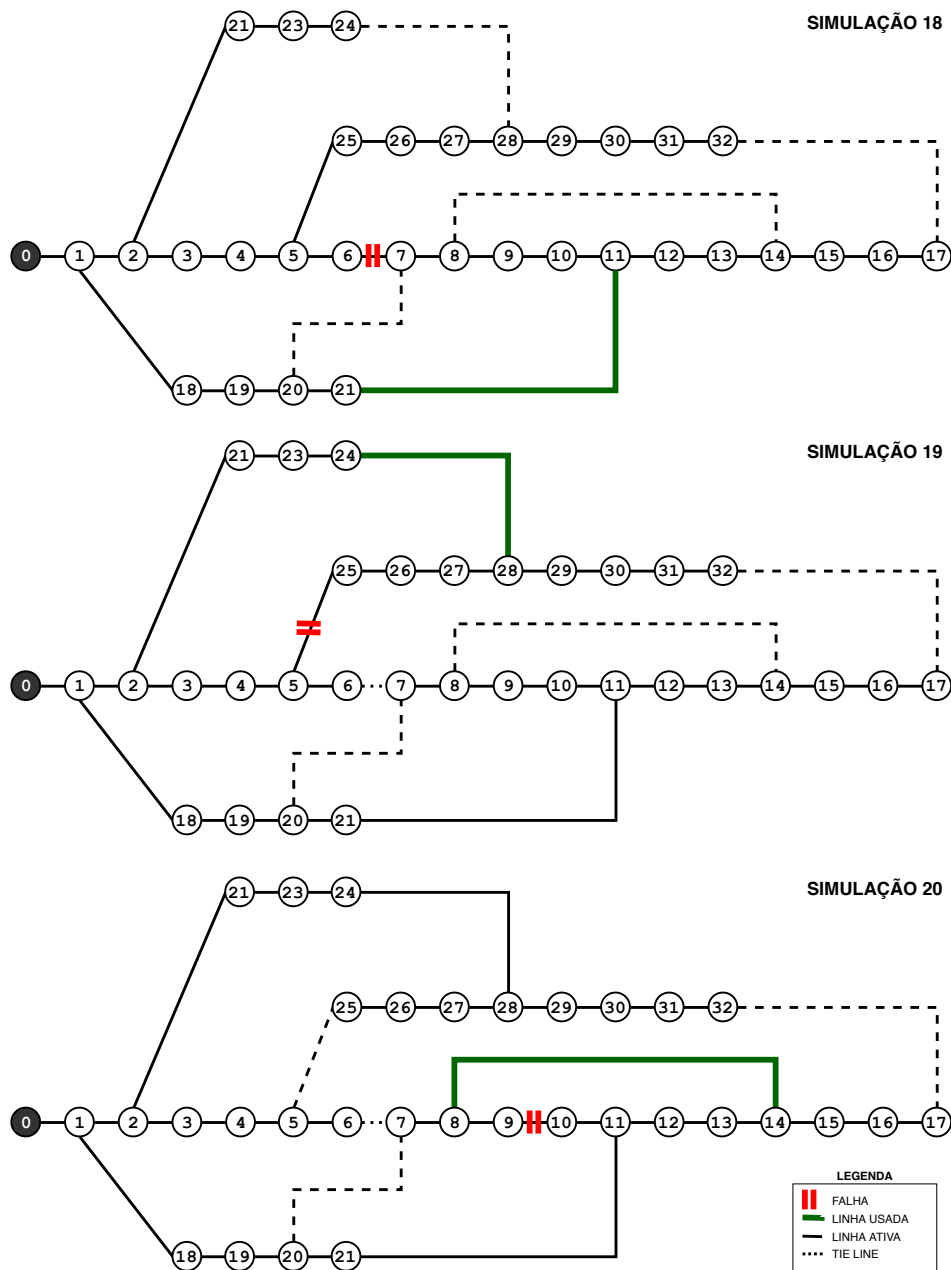 SIMULAÇÃO 18
21 23 24
25 26 27 28 29 30 31 32
0 1 2 3 4 5 6 7 8 9 10 11 12 13 14 15 16 17
18 19 20 21
SIMULAÇÃO 19
21 23 24
25 26 27 28 29 30 31 32
0 1 2 3 4 5 6 7 8 9 10 11 12 13 14 15 16 17
18 19 20 21
SIMULAÇÃO 20
21 23 24
25 26 27 28 29 30 31 32
0 1 2 3 4 5 6 7 8 9 10 11 12 13 14 15 16 17
18 19 20 21
LEGENDA
FALHA
LINHA USADA
LINHA ATIVA
TIE LINE